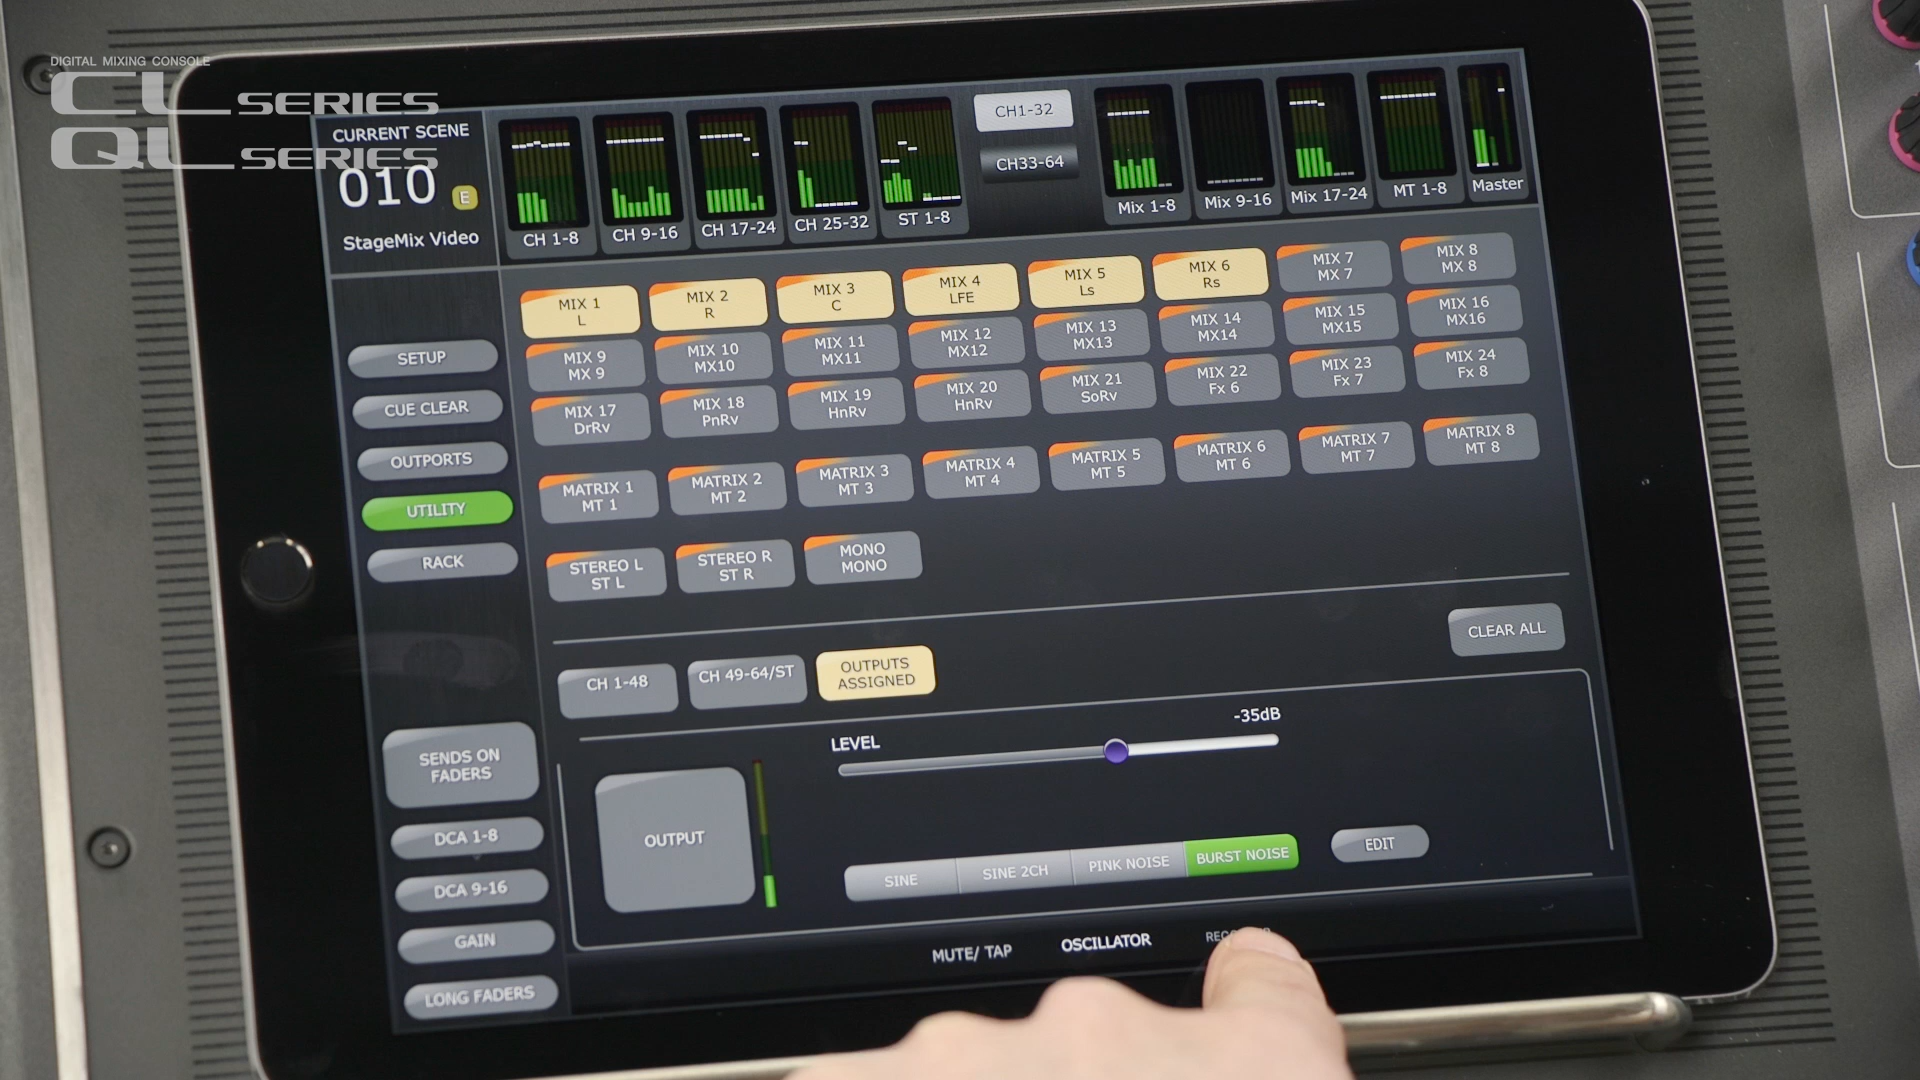 DIGITAL MIXING CONSOLE
CL SERIES
QL SERIES
CURRENT SCENE
010
E
StageMix Video
CH 1-8
CH 9-16
CH 17-24
CH 25-32
ST 1-8
CH1-32
CH33-64
Mix 1-8
Mix 9-16
Mix 17-24
MT 1-8
Master
SETUP
CUE CLEAR
OUTPORTS
UTILITY
RACK
SENDS ON
FADERS
DCA 1-8
DCA 9-16
GAIN
LONG FADERS
MIX 1
L
MIX 2
R
MIX 3
C
MIX 4
LFE
MIX 5
Ls
MIX 6
Rs
MIX 7
MX 7
MIX 8
MX 8
MIX 9
MX 9
MIX 10
MX10
MIX 11
MX11
MIX 12
MX12
MIX 13
MX13
MIX 14
MX14
MIX 15
MX15
MIX 16
MX16
MIX 17
DrRv
MIX 18
PnRv
MIX 19
HnRv
MIX 20
HnRv
MIX 21
SoRv
MIX 22
Fx 6
MIX 23
Fx 7
MIX 24
Fx 8
MATRIX 1
MT 1
MATRIX 2
MT 2
MATRIX 3
MT 3
MATRIX 4
MT 4
MATRIX 5
MT 5
MATRIX 6
MT 6
MATRIX 7
MT 7
MATRIX 8
MT 8
STEREO L
ST L
STEREO R
ST R
MONO
MONO
CLEAR ALL
CH 1-48
CH 49-64/ST
OUTPUTS
ASSIGNED
LEVEL
-35dB
OUTPUT
SINE
SINE 2CH
PINK NOISE
BURST NOISE
EDIT
MUTE/ TAP
OSCILLATOR